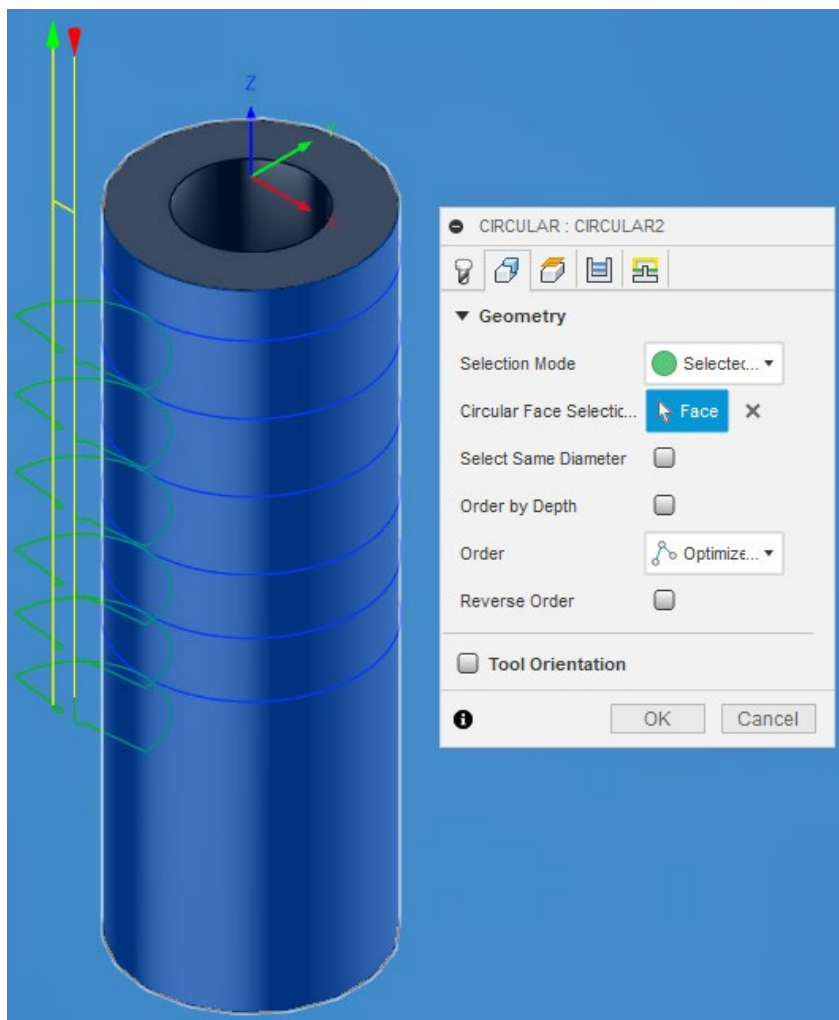 Z
Y
X
CIRCULAR : CIRCULAR2
Geometry
Selection Mode
Selectec... ▾
Circular Face Selectic...
Face
Select Same Diameter
Order by Depth
Order
Optimize... ▾
Reverse Order
Tool Orientation
OK
Cancel